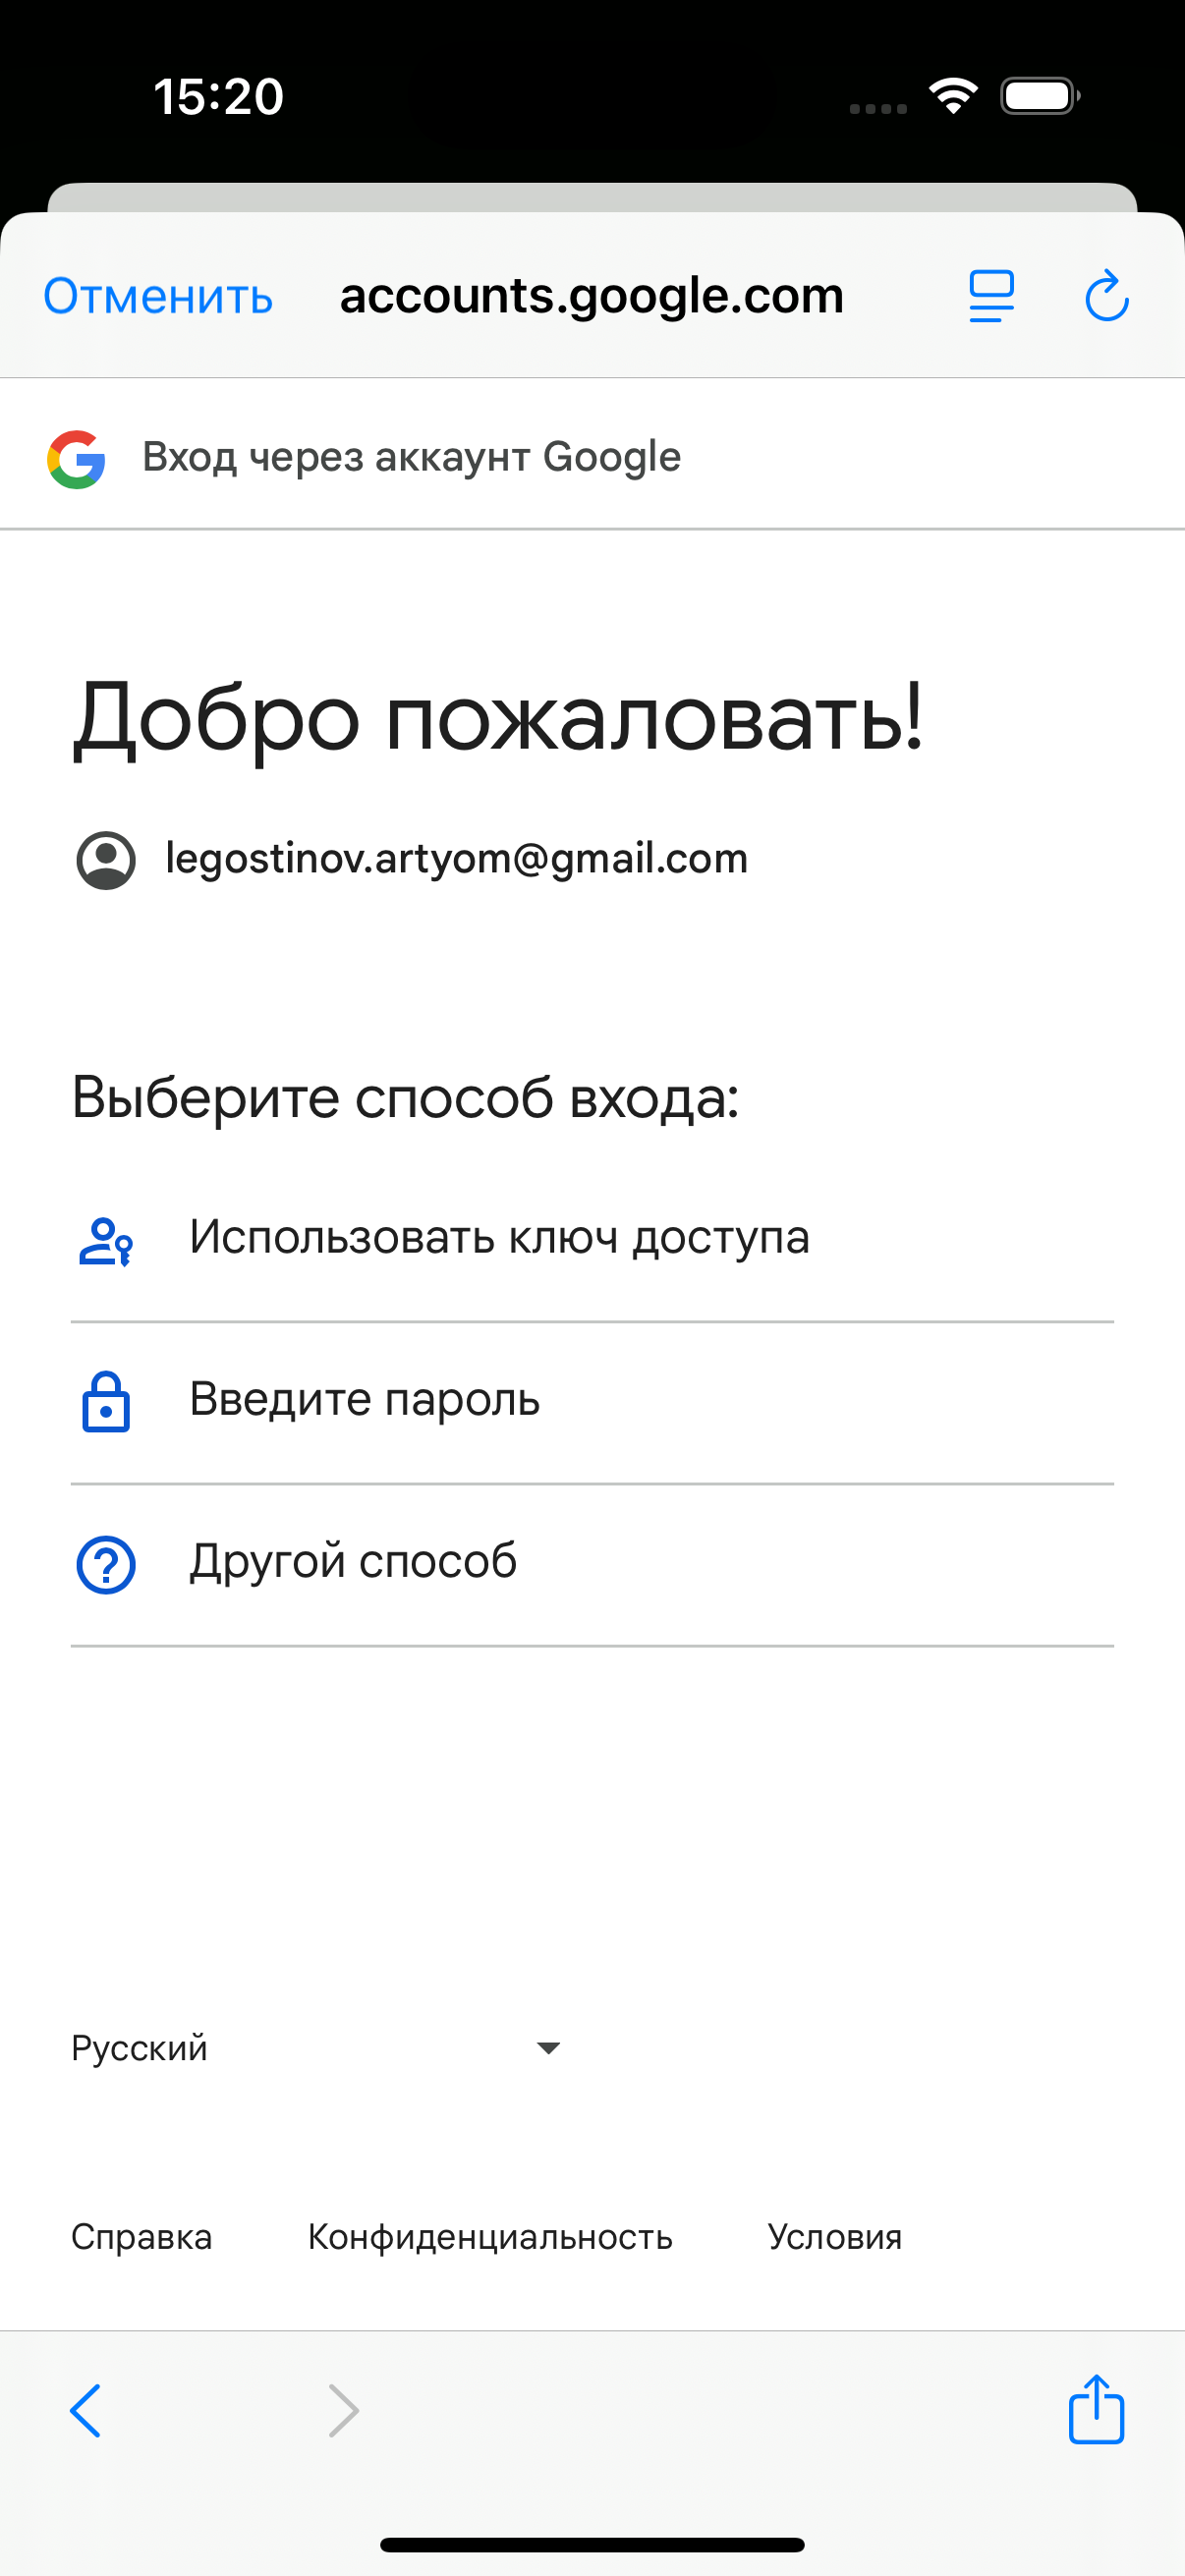 15:20
Отменить accounts.google.com
Вход через аккаунт Google
Добро пожаловать!
legostinov.artyom@gmail.com
Выберите способ входа:
Использовать ключ доступа
Введите пароль
Другой способ
Русский
Справка Конфиденциальность Условия